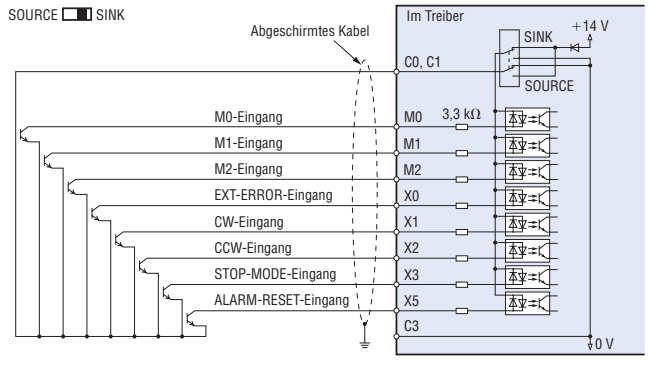 SOURCE SINK
Abgeschirmtes Kabel
Im Treiber
+14 V
SINK
SOURCE
C0, C1
M0-Eingang M0 3,3 kΩ
M1-Eingang M1
M2-Eingang M2
EXT-ERROR-Eingang X0
CW-Eingang X1
CCW-Eingang X2
STOP-MODE-Eingang X3
ALARM-RESET-Eingang X5
C3
0 V